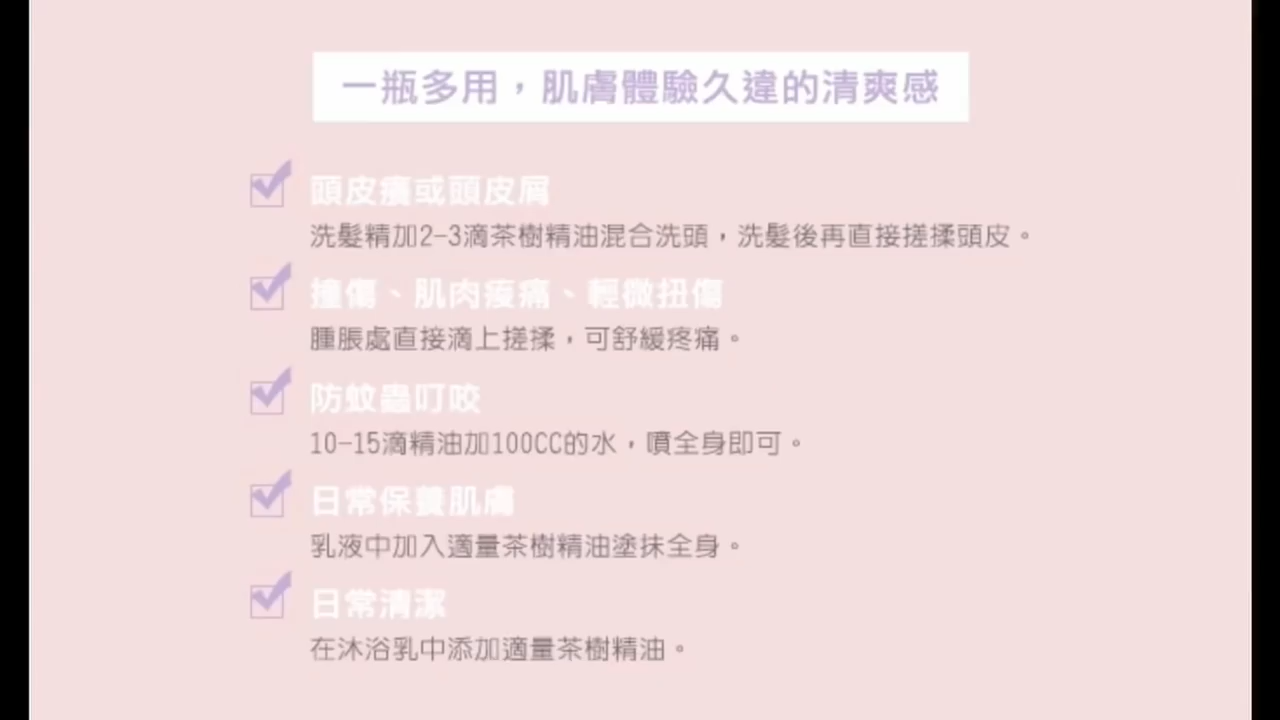 一瓶多用，肌膚體驗久違的清爽感
頭皮癢或頭皮屑
洗髮精加2-3滴茶樹精油混合洗頭，洗髮後再直接搓揉頭皮。
撞傷、肌肉痠痛、輕微扭傷
腫脹處直接滴上搓揉，可舒緩疼痛。
防蚊蟲叮咬
10-15滴精油加100CC的水，噴全身即可。
日常保養肌膚
乳液中加入適量茶樹精油塗抹全身。
日常清潔
在沐浴乳中添加適量茶樹精油。